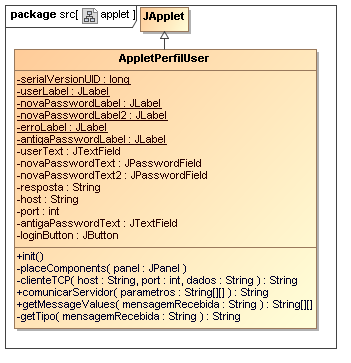 package src[ applet ]
JApplet
AppletPerfilUser
-serialVersionUID : long
-userLabel : JLabel
-novaPasswordLabel : JLabel
-novaPasswordLabel2 : JLabel
-erroLabel : JLabel
-antigaPasswordLabel : JLabel
-userText : JTextField
-novaPasswordText : JPasswordField
-novaPasswordText2 : JPasswordField
-resposta : String
-host : String
-port : int
-antigaPasswordText : JTextField
-loginButton : JButton
+init()
-placeComponents( panel : JPanel )
-clienteTCP( host : String, port : int, dados : String ) : String
+comunicarServidor( parametros : String[][] ) : String
+getMessageValues( mensagemRecebida : String ) : String[][]
-getTipo( mensagemRecebida : String ) : String